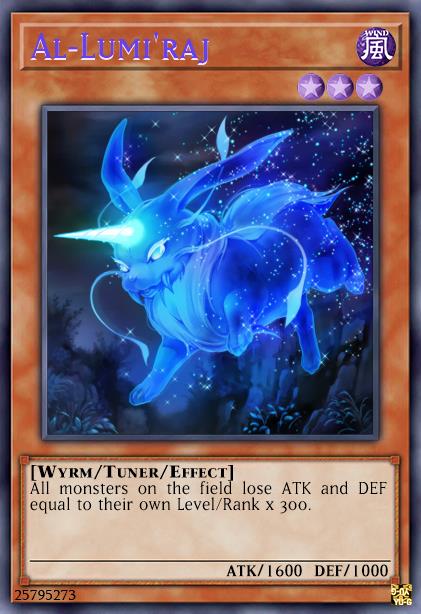 Al-Lumi'raj
WIND
風
[Wyrm/Tuner/Effect]
All monsters on the field lose ATK and DEF
equal to their own Level/Rank x 300.
ATK/1600 DEF/1000
25795273